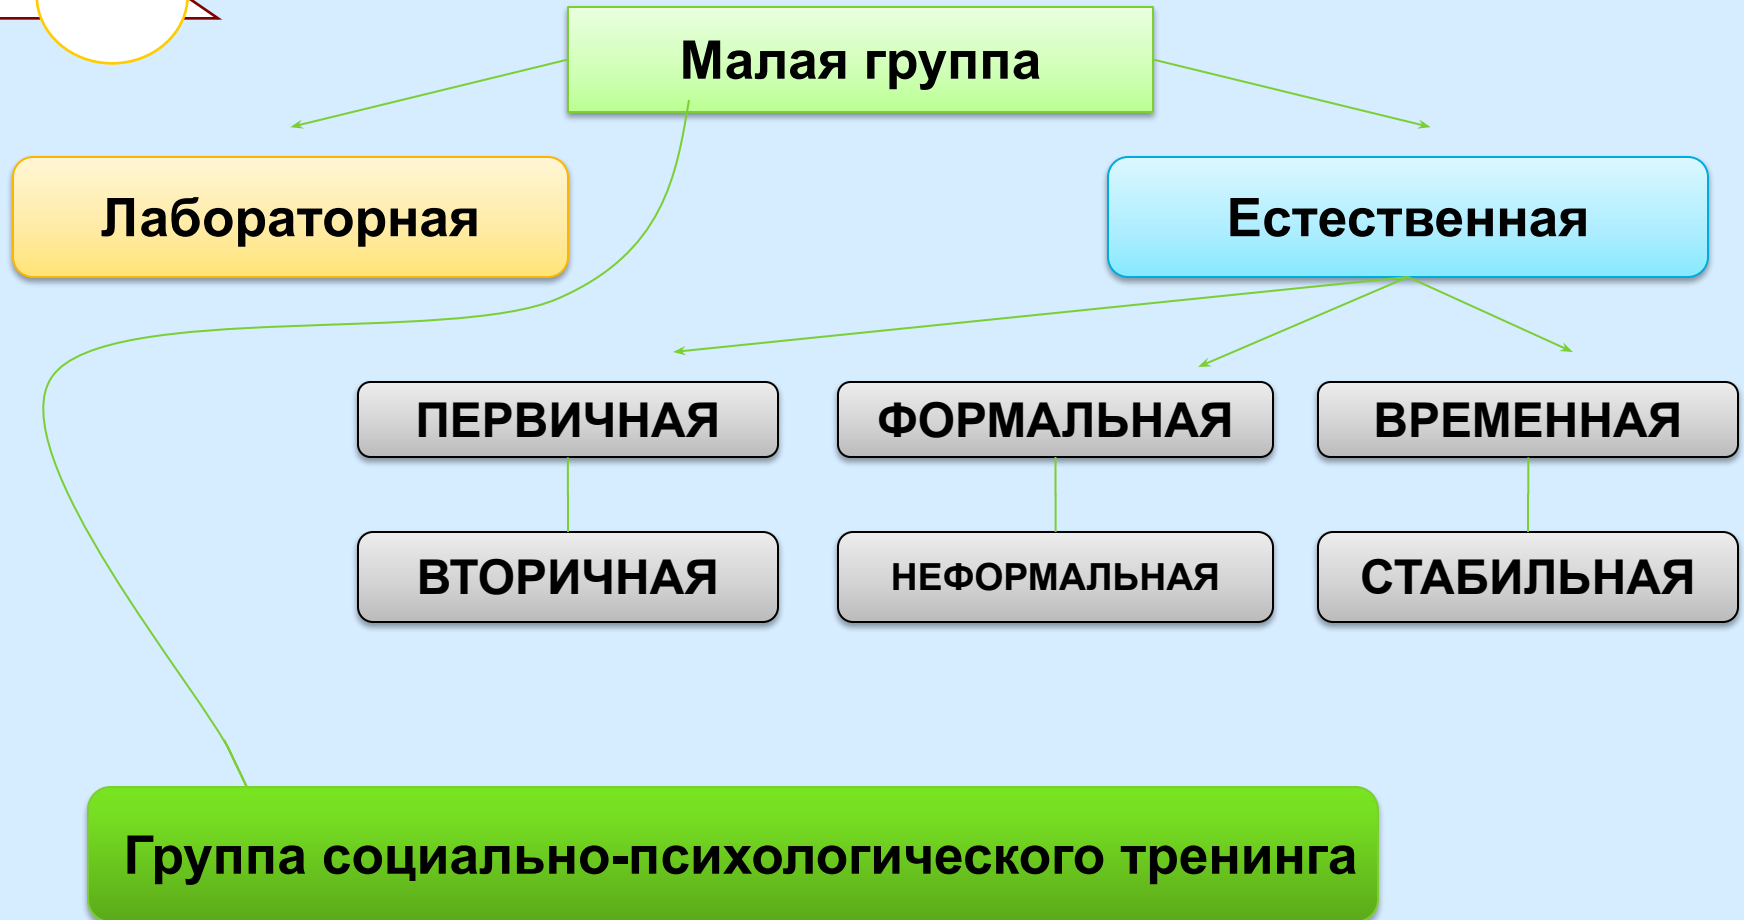 Малая группа
Лабораторная
Естественная
ПЕРВИЧНАЯ
ФОРМАЛЬНАЯ
ВРЕМЕННАЯ
ВТОРИЧНАЯ
НЕФОРМАЛЬНАЯ
СТАБИЛЬНАЯ
Группа социально-психологического тренинга